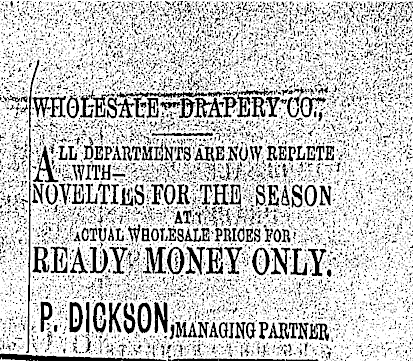 WHOLESALE DRAPERY CO.,
ALL DEPARTMENTS ARE NOW REPLETE
WITH—
NOVELTIES FOR THE SEASON
AT
ACTUAL WHOLESALE PRICES FOR
READY MONEY ONLY.
P. DICKSON, MANAGING PARTNER